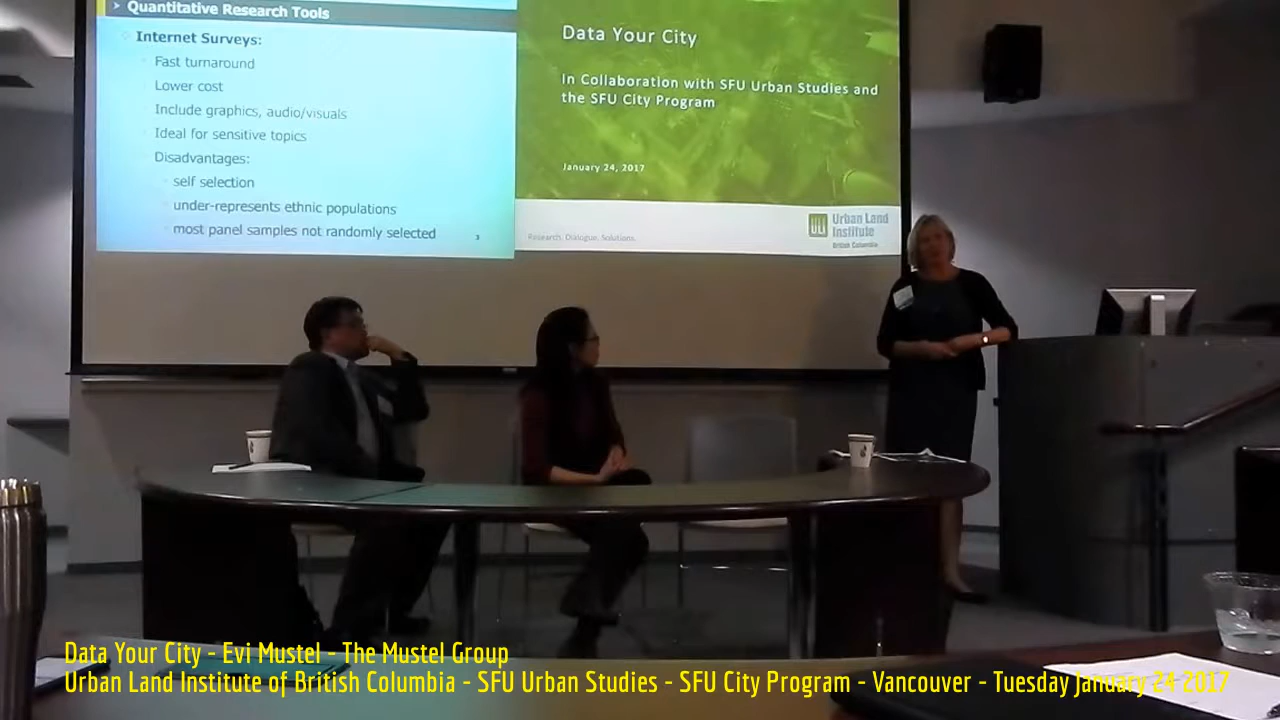 Quantitative Research Tools
Internet Surveys:
Fast turnaround
Lower cost
Include graphics, audio/visuals
Ideal for sensitive topics
Disadvantages:
self selection
under-represents ethnic populations
most panel samples not randomly selected
3
Data Your City
In Collaboration with SFU Urban Studies and
the SFU City Program
January 24, 2017
Research. Dialogue. Solutions.
ULI
Urban Land
Institute
British Columbia
Data Your City - Evi Mustel - The Mustel Group
Urban Land Institute of British Columbia - SFU Urban Studies - SFU City Program - Vancouver - Tuesday January 24 2017